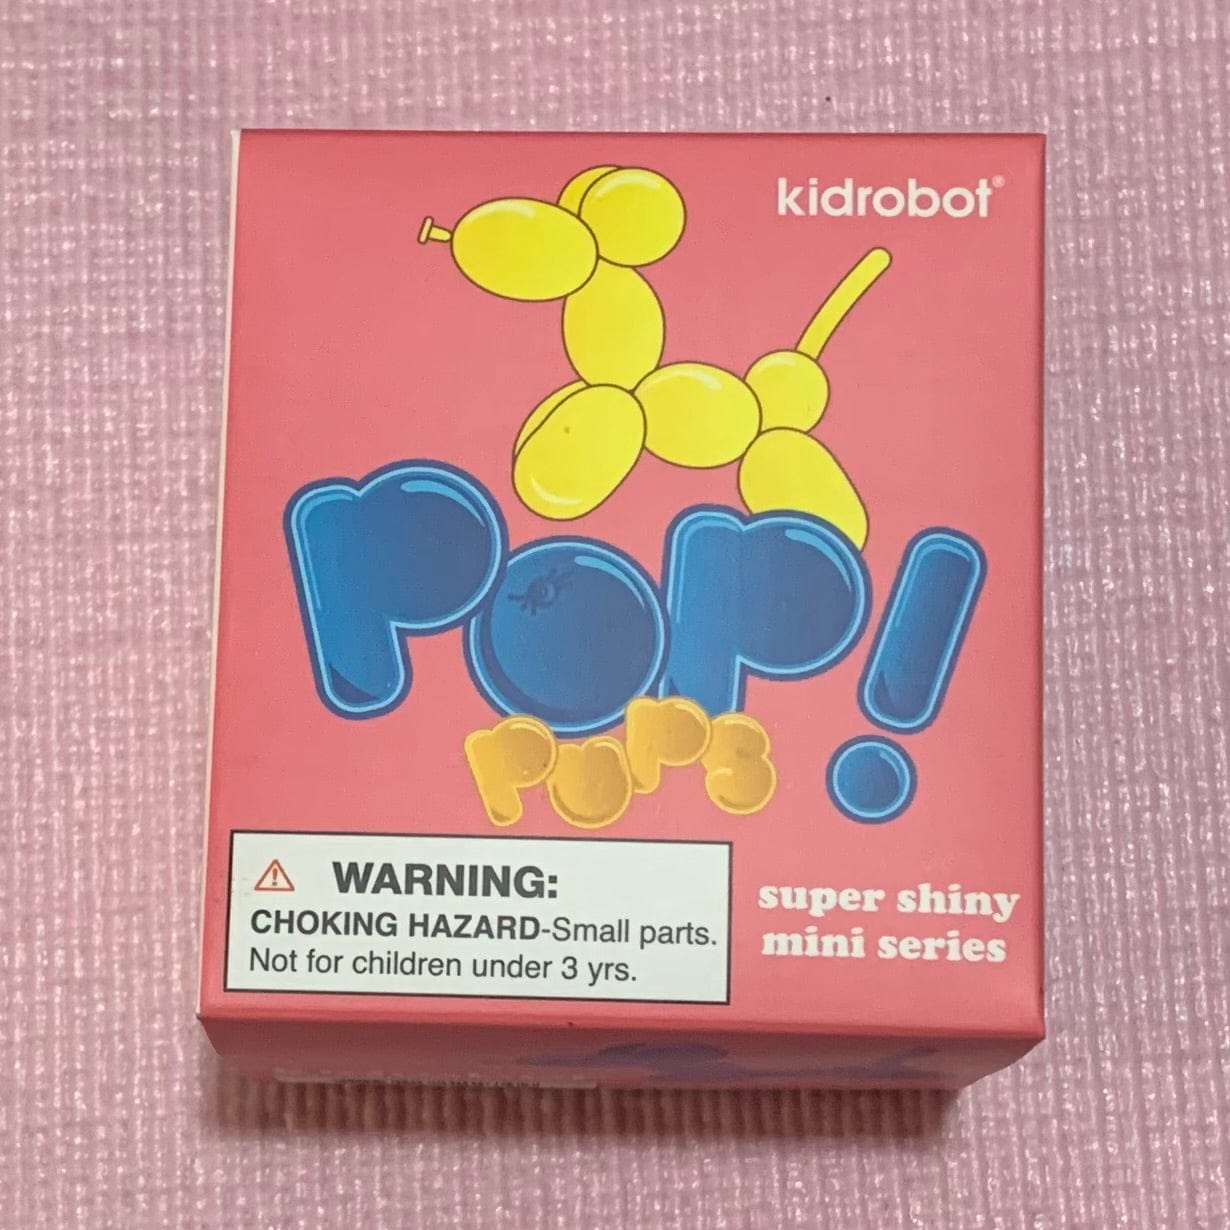 kidrobot®
POP!
PUPS
WARNING:
CHOKING HAZARD-Small parts.
Not for children under 3 yrs.
super shiny
mini series